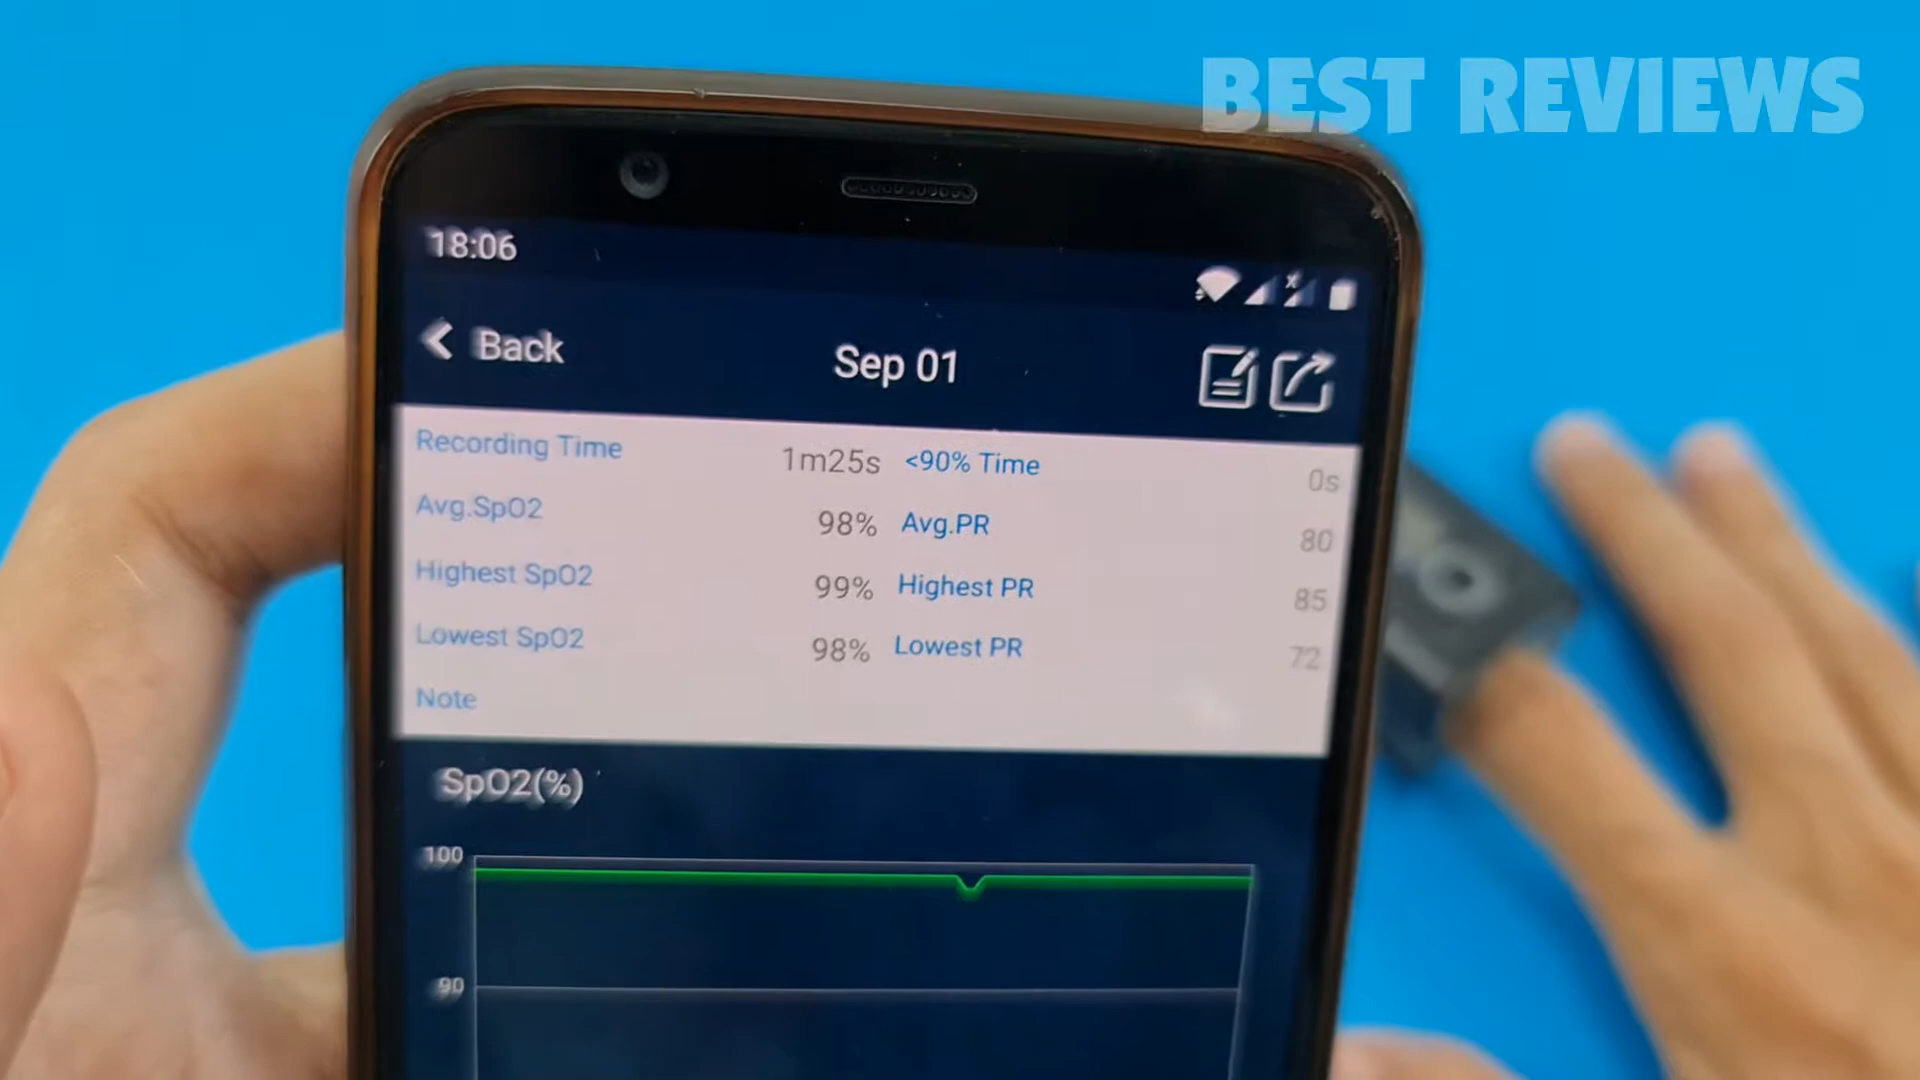 BEST REVIEWS
18:06
Back Sep 01
Recording Time 1m25s <90% Time 0s
Avg.SpO2 98% Avg.PR 80
Highest SpO2 99% Highest PR 85
Lowest SpO2 98% Lowest PR 72
Note
SpO2(%)
100
90